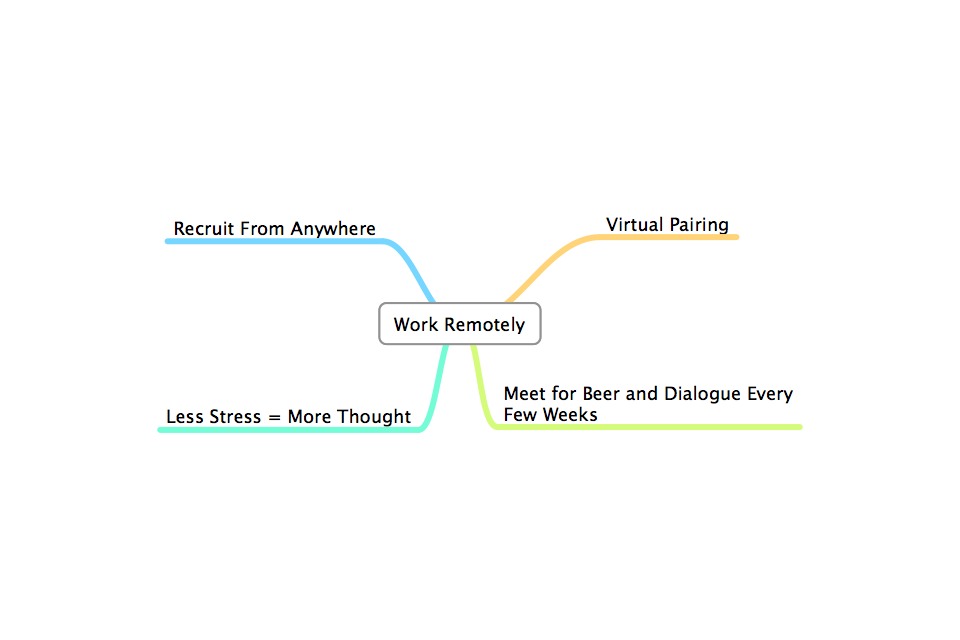 Recruit From Anywhere
Virtual Pairing
Work Remotely
Less Stress = More Thought
Meet for Beer and Dialogue Every
Few Weeks